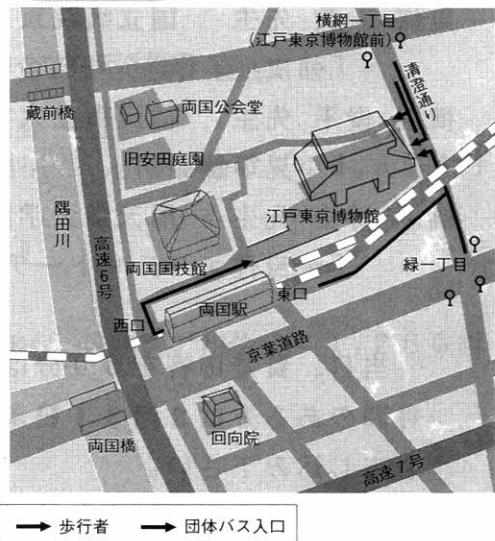 横網一丁目
(江戸東京博物館前)
清澄通り
蔵前橋
両国公会堂
旧安田庭園
隅田川
高速6号
江戸東京博物館
両国国技館
緑一丁目
東口
両国駅
西口
京葉道路
両国橋
回向院
高速7号
歩行者 団体バス入口